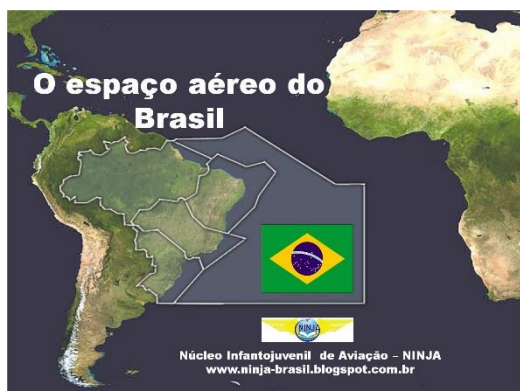 O espaço aéreo do
Brasil
NINJA
Núcleo Infantojuvenil de Aviação – NINJA
www.ninja-brasil.blogspot.com.br